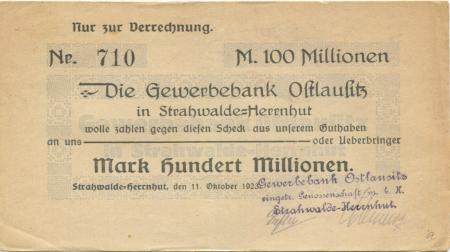 Nur zur Verrechnung.
Nr. 710 M. 100 Millionen
Die Gewerbebank Ostlausitz
in Strahwalde=Herrnhut
wolle zahlen gegen diesen Scheck aus unserem Guthaben
an uns oder Ueberbringer
Mark Hundert Millionen.
Strahwalde=Herrnhut, den 11. Oktober 1923.
Gewerbebank Ostlausitz
eingetr. Genossenschaft m. b. H.
Strahwalde-Herrnhut.